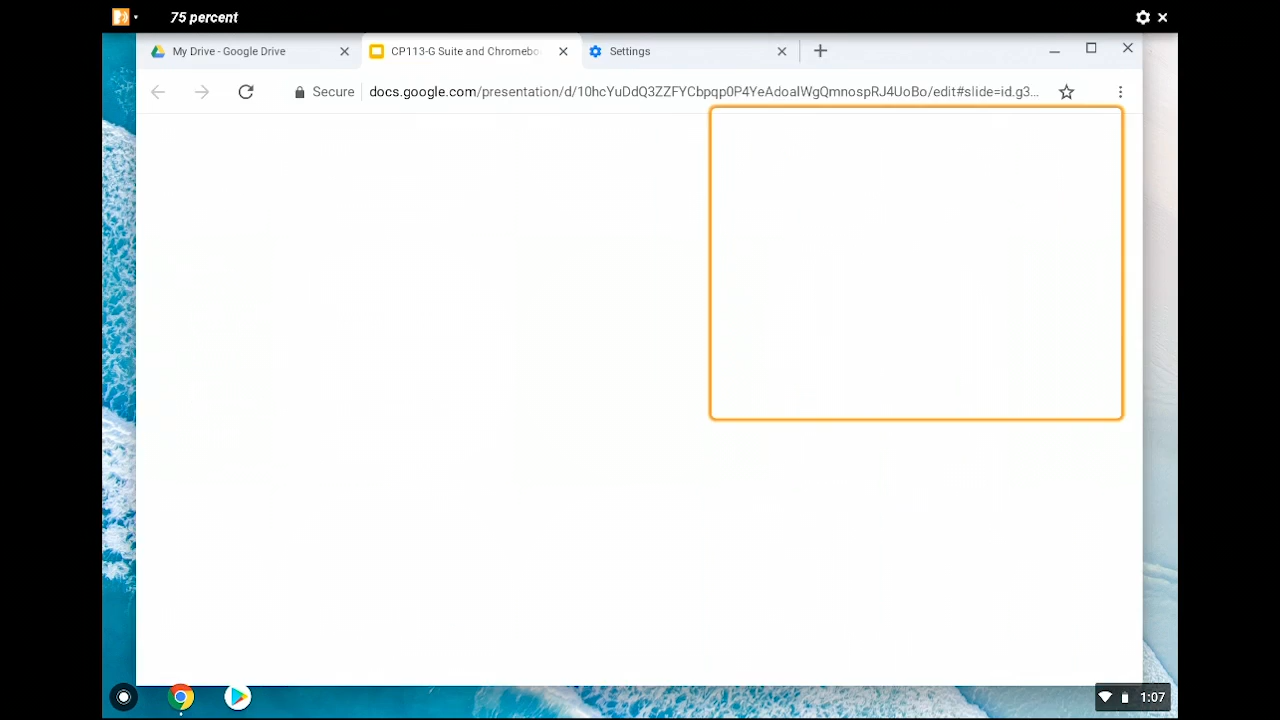 75 percent
My Drive - Google Drive
CP113-G Suite and Chromebo
Settings
Secure
docs.google.com/presentation/d/10hcYuDdQ3ZZFYCbpqp0P4YeAdoalWgQmnospRJ4UoBo/edit#slide=id.g3...
1:07